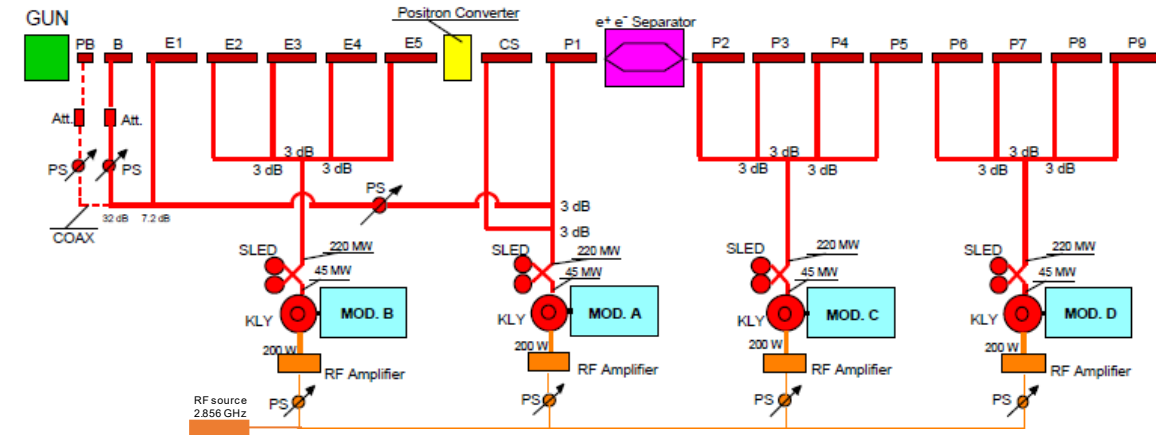 Positron Converter
GUN
e+ e- Separator
PB B E1 E2 E3 E4 E5 CS P1 P2 P3 P4 P5 P6 P7 P8 P9
Att. Att.
3 dB 3 dB 3 dB
3 dB 3 dB 3 dB 3 dB 3 dB 3 dB
PS PS
PS
3 dB
32 dB 7.2 dB
COAX
3 dB
SLED 220 MW SLED 220 MW SLED 220 MW SLED 220 MW
45 MW 45 MW 45 MW 45 MW
KLY MOD. B KLY MOD. A KLY MOD. C KLY MOD. D
200 W 200 W 200 W 200 W
RF Amplifier RF Amplifier RF Amplifier RF Amplifier
PS PS PS PS
RF source
2.856 GHz